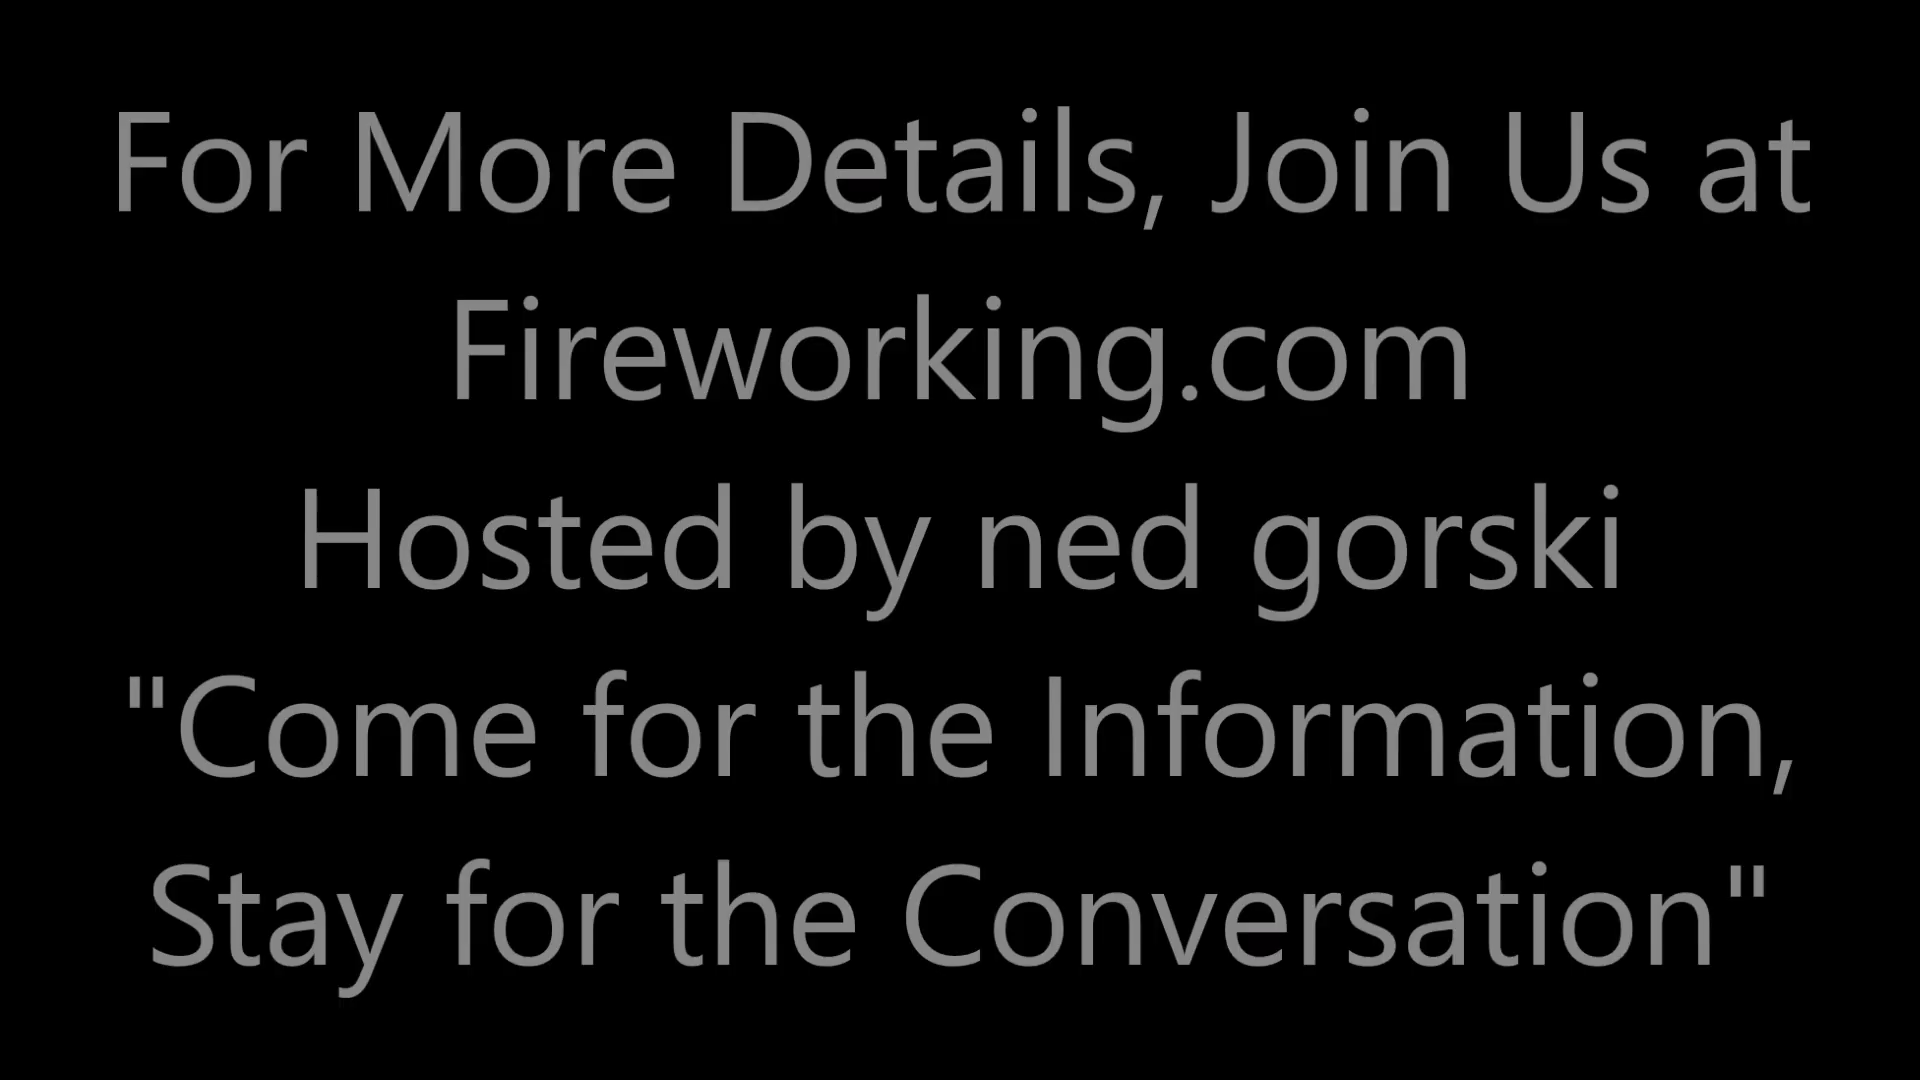 For More Details, Join Us at
Fireworking.com
Hosted by ned gorski
"Come for the Information,
Stay for the Conversation"